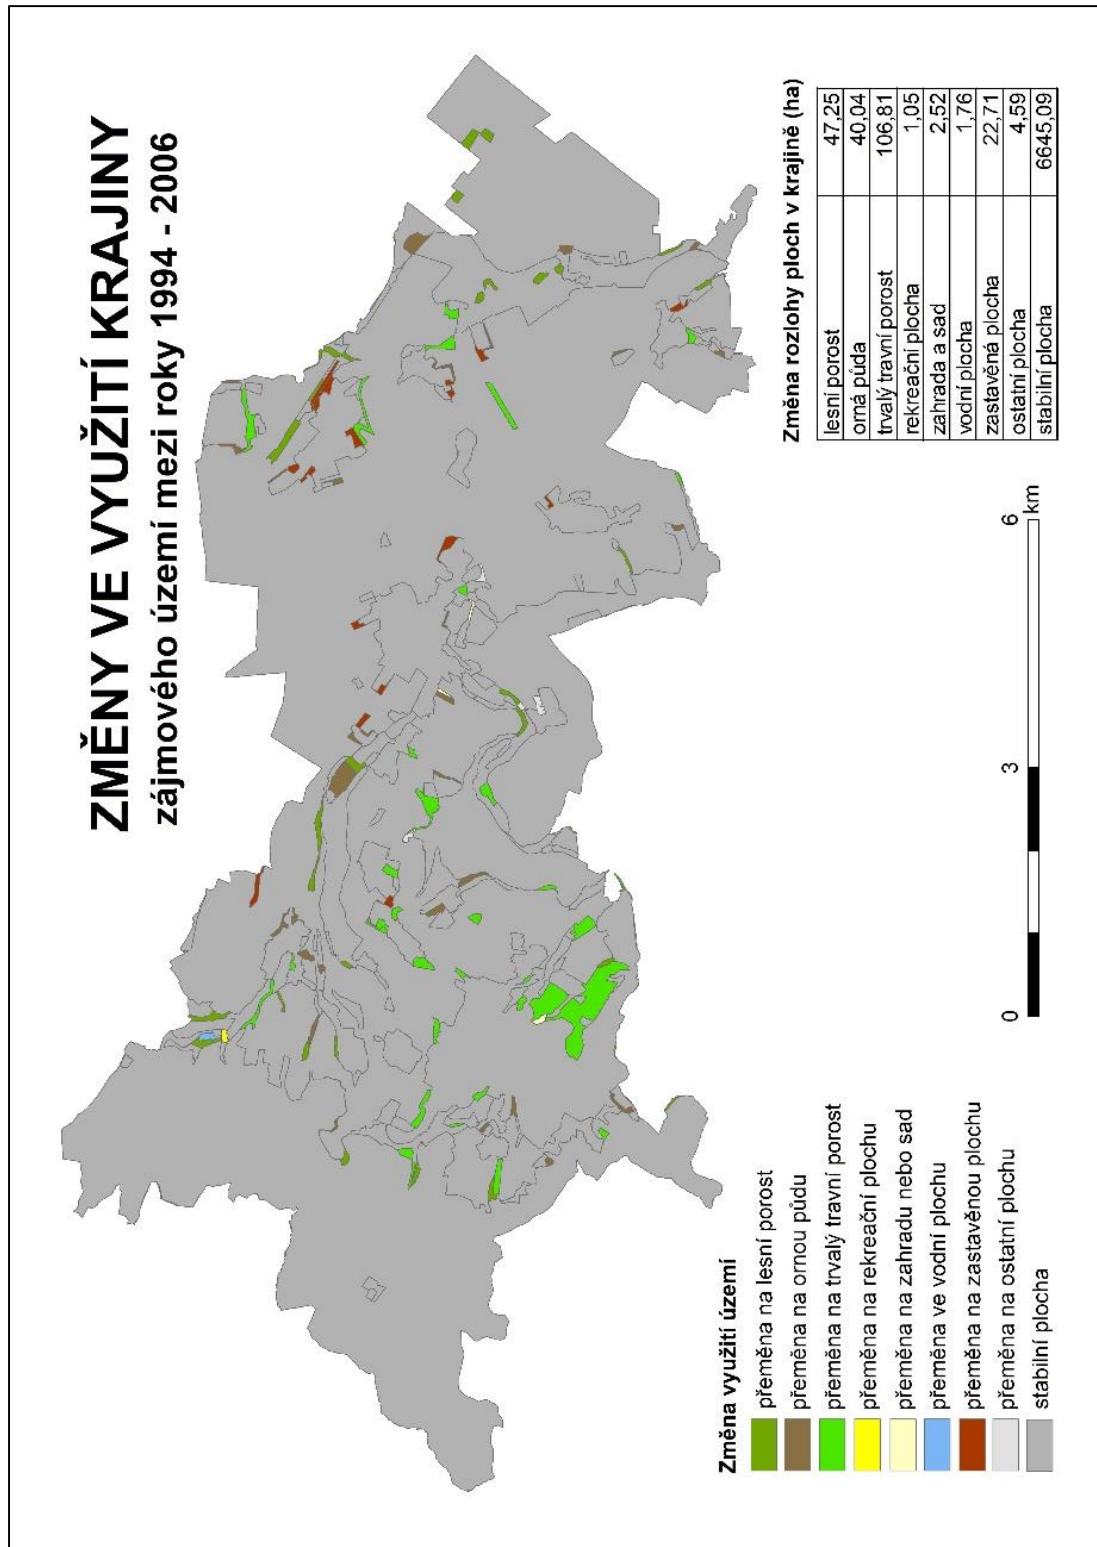 ZMĚNY VE VYUŽITÍ KRAJINY
zájmového území mezi roky 1994 - 2006
Změna využití území
přeměna na lesní porost
přeměna na ornou půdu
přeměna na trvalý travní porost
přeměna na rekreační plochu
přeměna na zahradu nebo sad
přeměna ve vodní plochu
přeměna na zastavěnou plochu
přeměna na ostatní plochu
stabilní plocha
0 3 6
km
Změna rozlohy ploch v krajině (ha)
lesní porost 47,25
orná půda 40,04
trvalý travní porost 106,81
rekreační plocha 1,05
zahrada a sad 2,52
vodní plocha 1,76
zastavěná plocha 22,71
ostatní plocha 4,59
stabilní plocha 6645,09